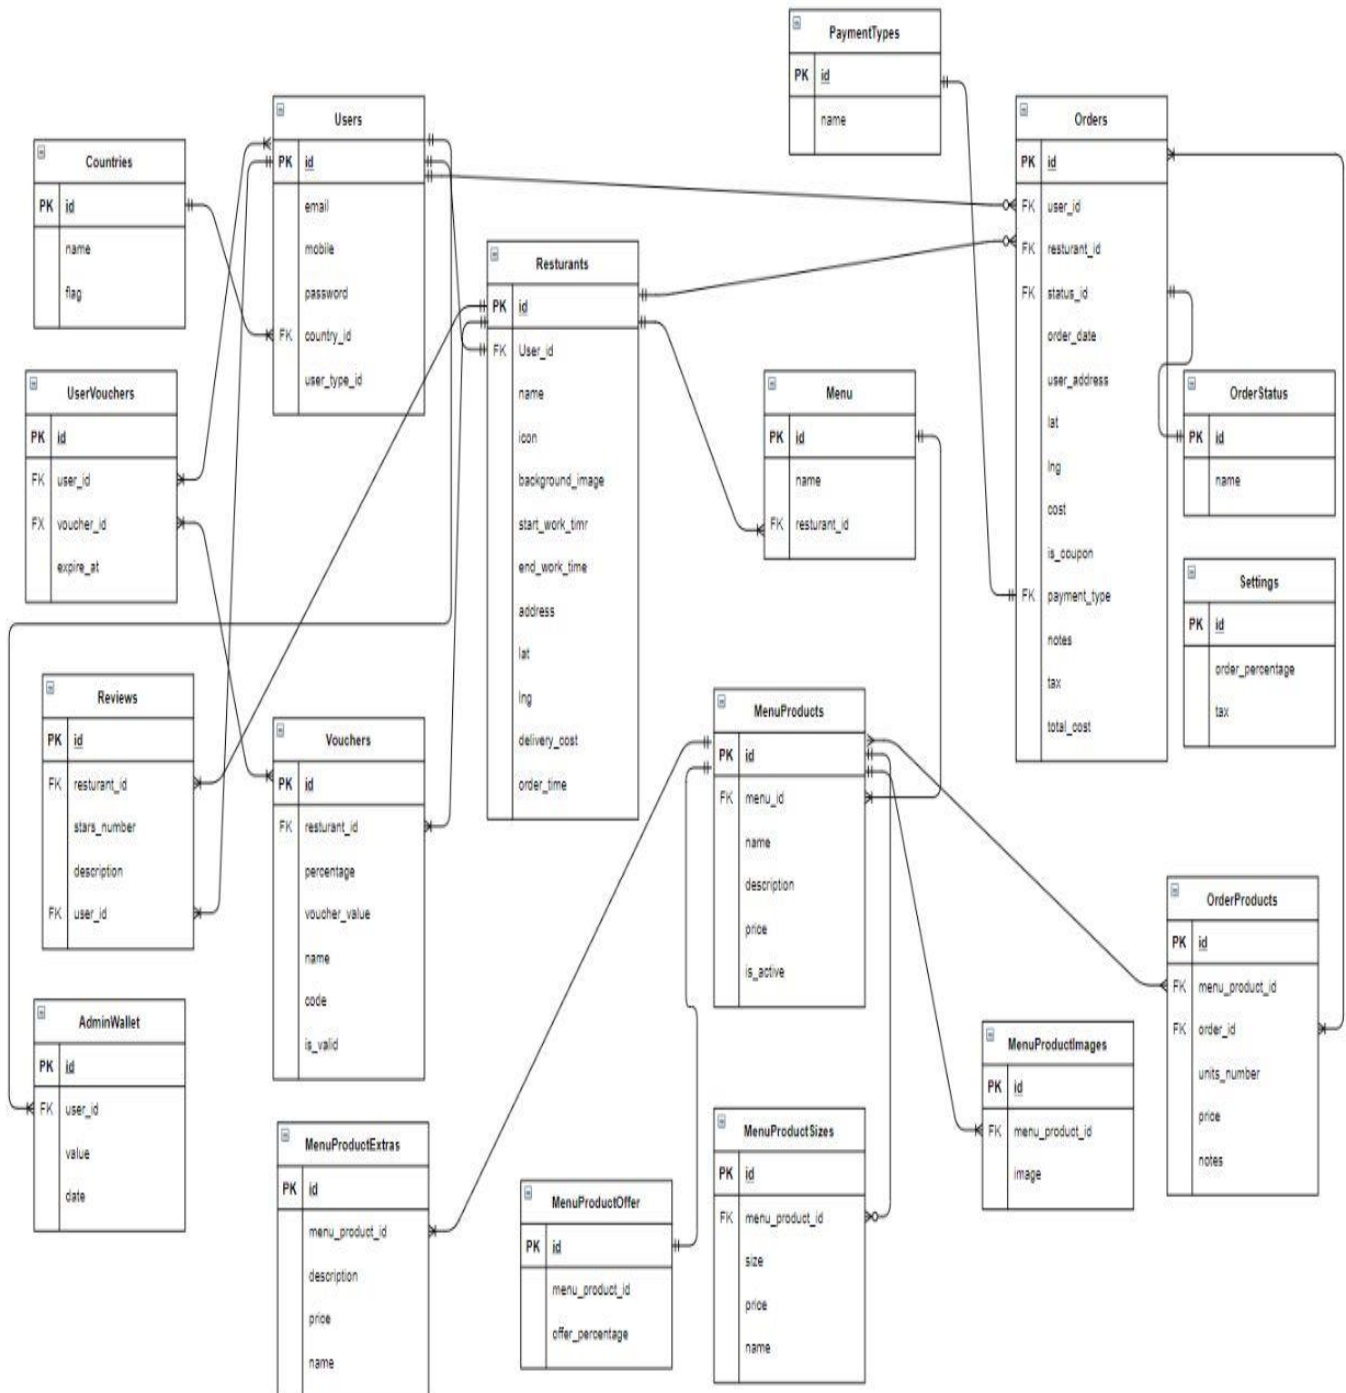 PaymentTypes
PK id
name
Users
PK id
email
mobile
password
FK country_id
user_type_id
Orders
PK id
FK user_id
FK resturant_id
FK status_id
order_date
user_address
lat
lng
cost
is_coupon
FK payment_type
notes
tax
total_cost
Countries
PK id
name
flag
Resturants
PK id
FK User_id
name
icon
background_image
start_work_timr
end_work_time
address
lat
lng
delivery_cost
order_time
UserVouchers
PK id
FK user_id
FX voucher_id
expire_at
Menu
PK id
name
FK resturant_id
OrderStatus
PK id
name
Settings
PK id
order_percentage
tax
Reviews
PK id
FK resturant_id
stars_number
description
FK user_id
Vouchers
PK id
FK resturant_id
percentage
voucher_value
name
code
is_valid
MenuProducts
PK id
FK menu_id
name
description
price
is_active
OrderProducts
PK id
FK menu_product_id
FK order_id
units_number
price
notes
AdminWallet
PK id
FK user_id
value
date
MenuProductExtras
PK id
menu_product_id
description
price
name
MenuProductOffer
PK id
menu_product_id
offer_percentage
MenuProductSizes
PK id
FK menu_product_id
size
price
name
MenuProductImages
PK id
FK menu_product_id
image